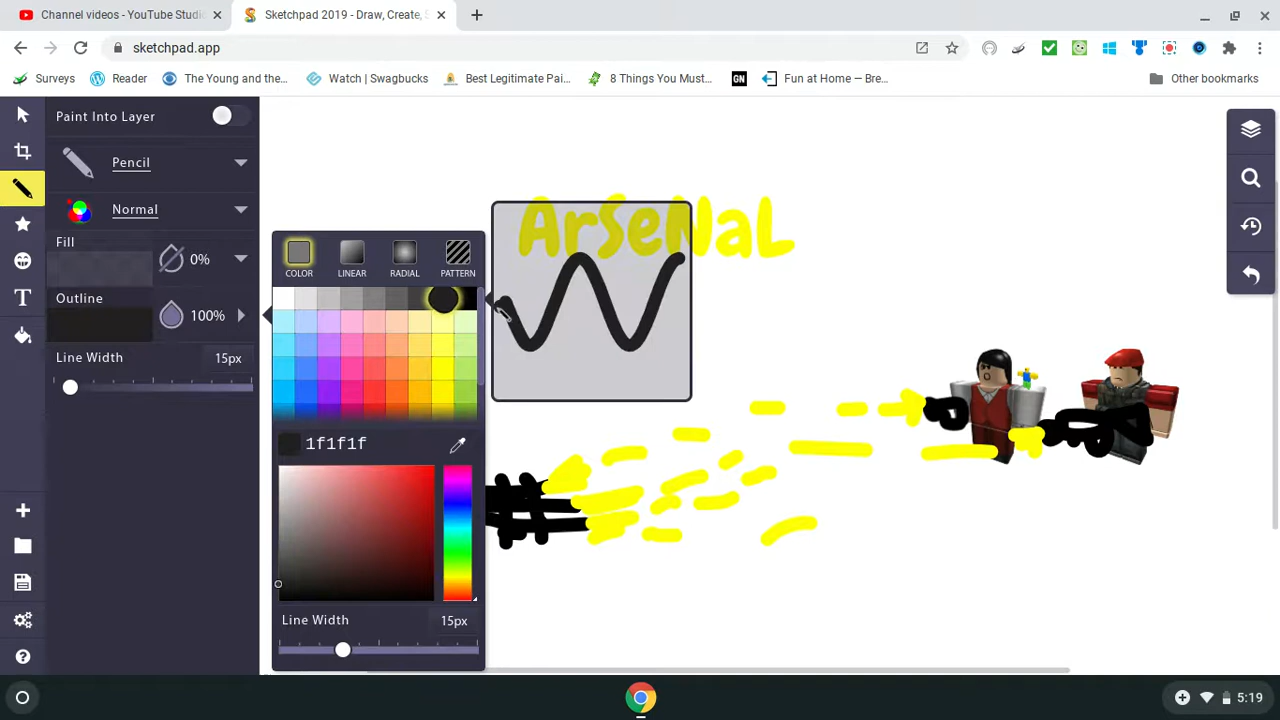 Channel videos - YouTube Studi
Sketchpad 2019 - Draw, Create, S
sketchpad.app
Surveys
Reader
The Young and the...
Watch | Swagbucks
Best Legitimate Pai...
8 Things You Must...
GN
Fun at Home — Bre...
Other bookmarks
Paint Into Layer
Pencil
Normal
Fill
0%
Outline
100%
Line Width
15px
COLOR
LINEAR
RADIAL
PATTERN
1f1f1f
Line Width
15px
ArSeNaL
5:19